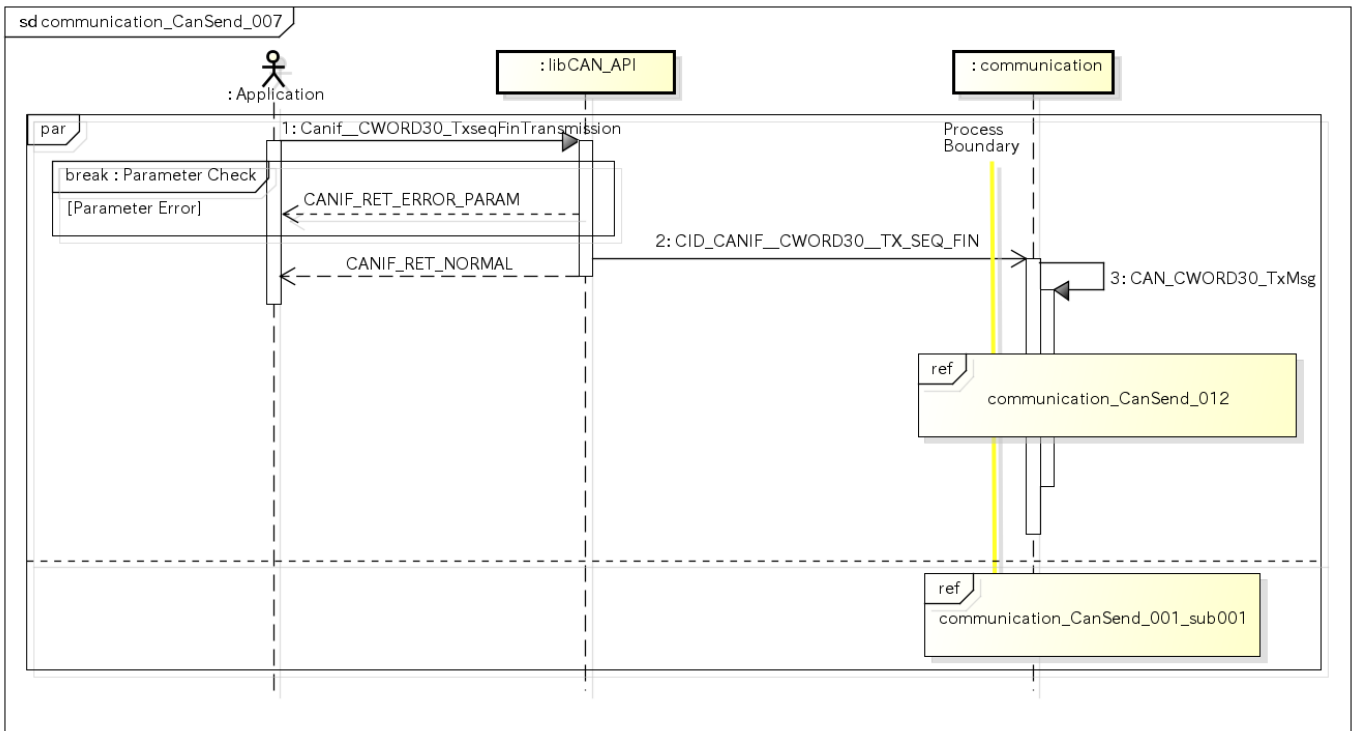 sd communication_CanSend_007
: Application
: libCAN_API
: communication
par
1: Canif__CWORD30_TxseqFinTransmission
Process
Boundary
break : Parameter Check
[Parameter Error]
CANIF_RET_ERROR_PARAM
2: CID_CANIF__CWORD30__TX_SEQ_FIN
CANIF_RET_NORMAL
3: CAN_CWORD30_TxMsg
ref
communication_CanSend_012
ref
communication_CanSend_001_sub001